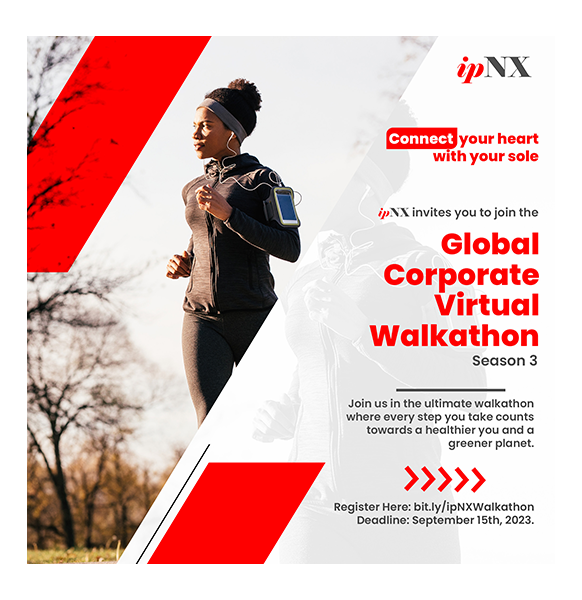 ipNX
Connect your heart
with your sole
ipNX invites you to join the
Global
Corporate
Virtual
Walkathon
Season 3
Join us in the ultimate walkathon
where every step you take counts
towards a healthier you and a
greener planet.
Register Here: bit.ly/ipNXWalkathon
Deadline: September 15th, 2023.